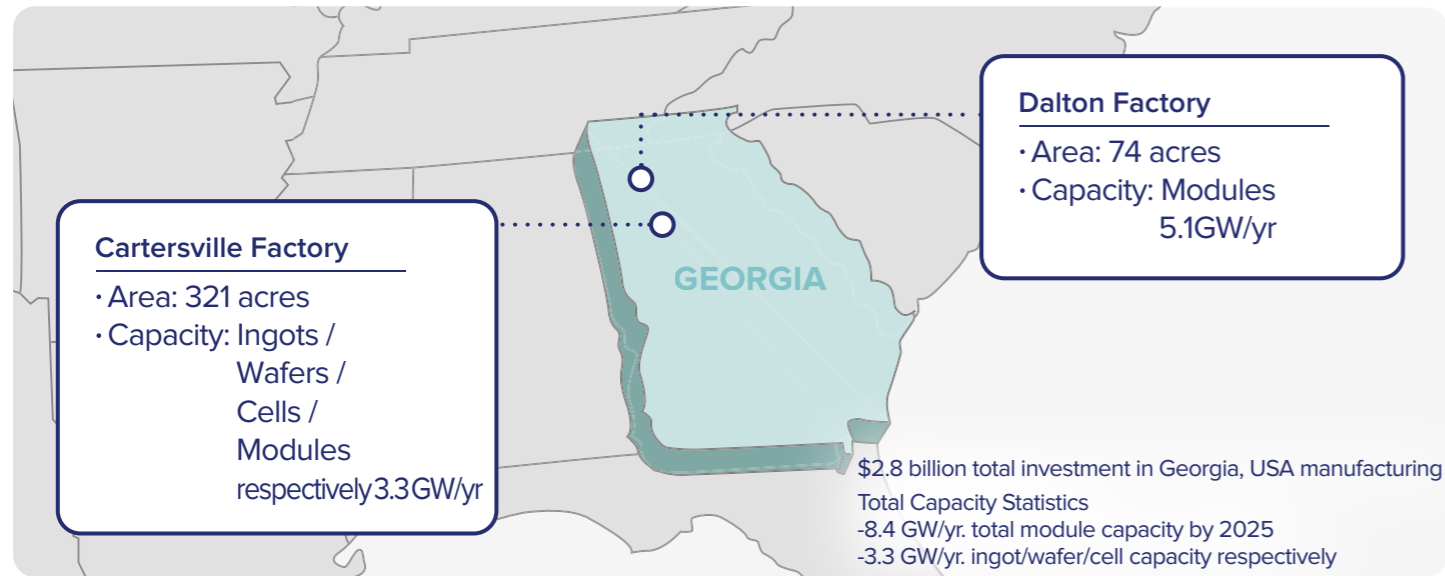 Dalton Factory
· Area: 74 acres
· Capacity: Modules
5.1GW/yr
Cartersville Factory
· Area: 321 acres
· Capacity: Ingots /
Wafers /
Cells /
Modules
respectively 3.3GW/yr
GEORGIA
$2.8 billion total investment in Georgia, USA manufacturing
Total Capacity Statistics
-8.4 GW/yr. total module capacity by 2025
-3.3 GW/yr. ingot/wafer/cell capacity respectively